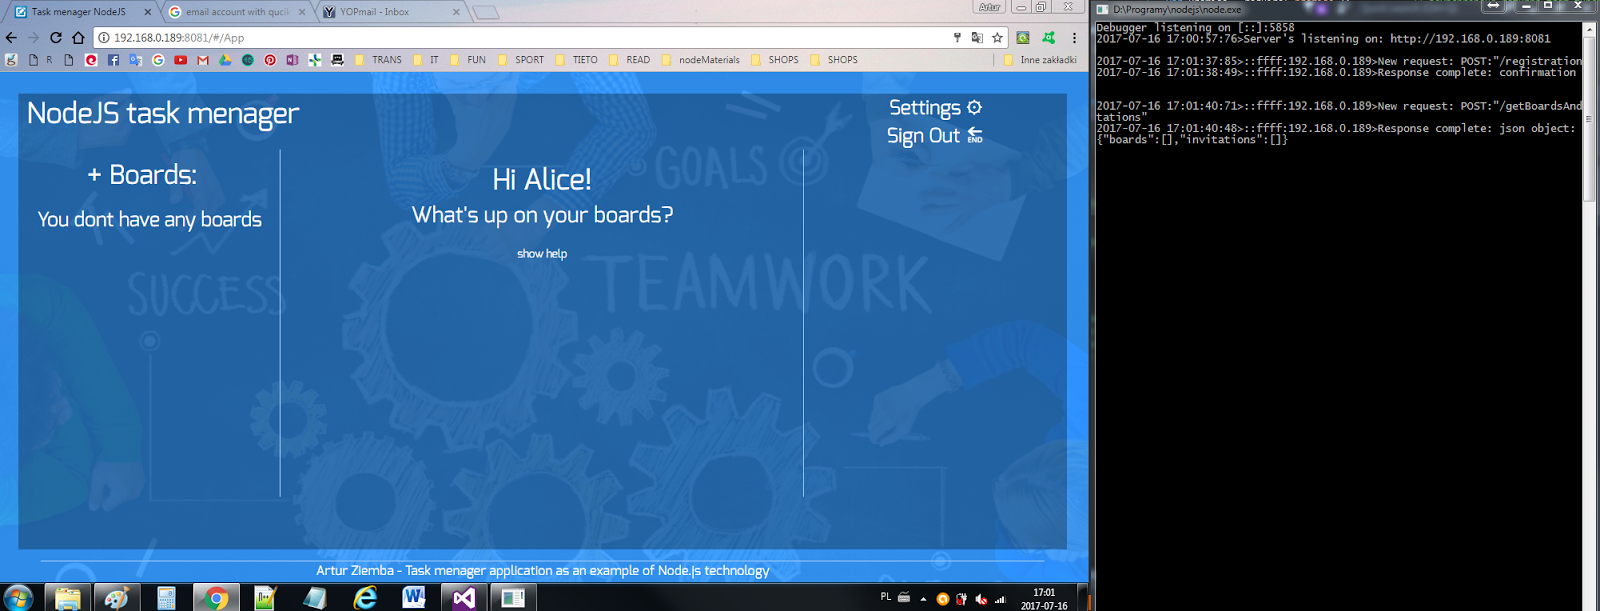 Task menager NodeJS
email account with qucik
YOPmail - Inbox
Artur
192.168.0.189:8081/#/App
R
TRANS
IT
FUN
SPORT
TIETO
READ
nodeMaterials
SHOPS
SHOPS
Inne zakładki
NodeJS task menager
Settings
Sign Out
END
+ Boards:
You dont have any boards
Hi Alice!
What's up on your boards?
show help
GOALS
SUCCESS
TEAMWORK
Artur Ziemba - Task menager application as an example of Node.js technology
PL
17:01
2017-07-16
D:\Programy\nodejs\node.exe
Debugger listening on [::]:5858
2017-07-16 17:00:57:76>Server's listening on: http://192.168.0.189:8081
2017-07-16 17:01:37:85>::ffff:192.168.0.189>New request: POST:"/registration
2017-07-16 17:01:38:49>::ffff:192.168.0.189>Response complete: confirmation
2017-07-16 17:01:40:71>::ffff:192.168.0.189>New request: POST:"/getBoardsAnd
tations"
2017-07-16 17:01:40:48>::ffff:192.168.0.189>Response complete: json object:
{"boards":[],"invitations":[]}